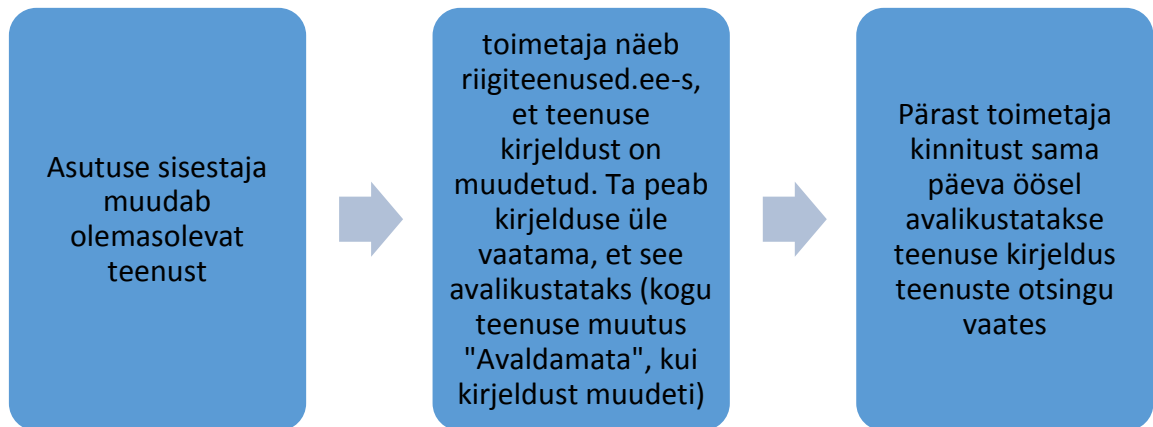 Asutuse sisestaja
muudab
olemasolevat
teenust
toimetaja näeb
riigiteenused.ee-s,
et teenuse
kirjeldust on
muudetud. Ta peab
kirjelduse üle
vaatama, et see
avalikustataks (kogu
teenuse muutus
"Avaldamata", kui
kirjeldust muudeti)
Pärast toimetaja
kinnitust sama
päeva öösel
avalikustatakse
teenuse kirjeldus
teenuste otsingu
vaates